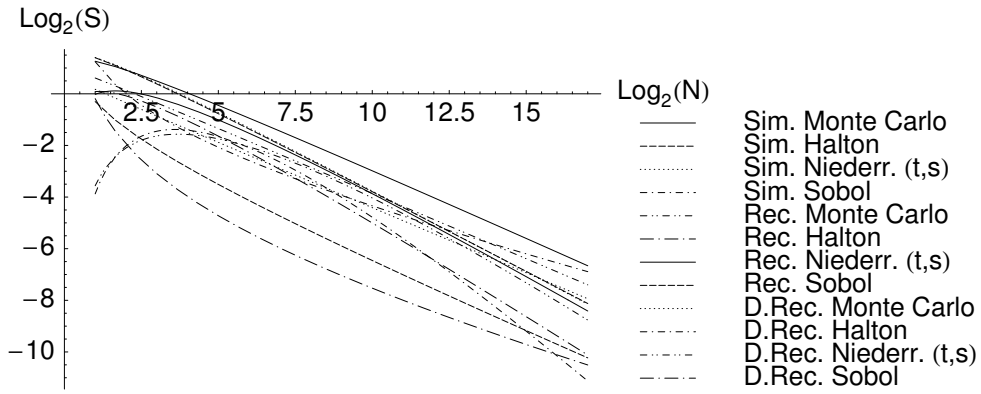 Log₂(S)
2.5 5 7.5 10 12.5 15
−2
−4
−6
−8
−10
Log₂(N)
Sim. Monte Carlo
Sim. Halton
Sim. Niederr. (t,s)
Sim. Sobol
Rec. Monte Carlo
Rec. Halton
Rec. Niederr. (t,s)
Rec. Sobol
D.Rec. Monte Carlo
D.Rec. Halton
D.Rec. Niederr. (t,s)
D.Rec. Sobol